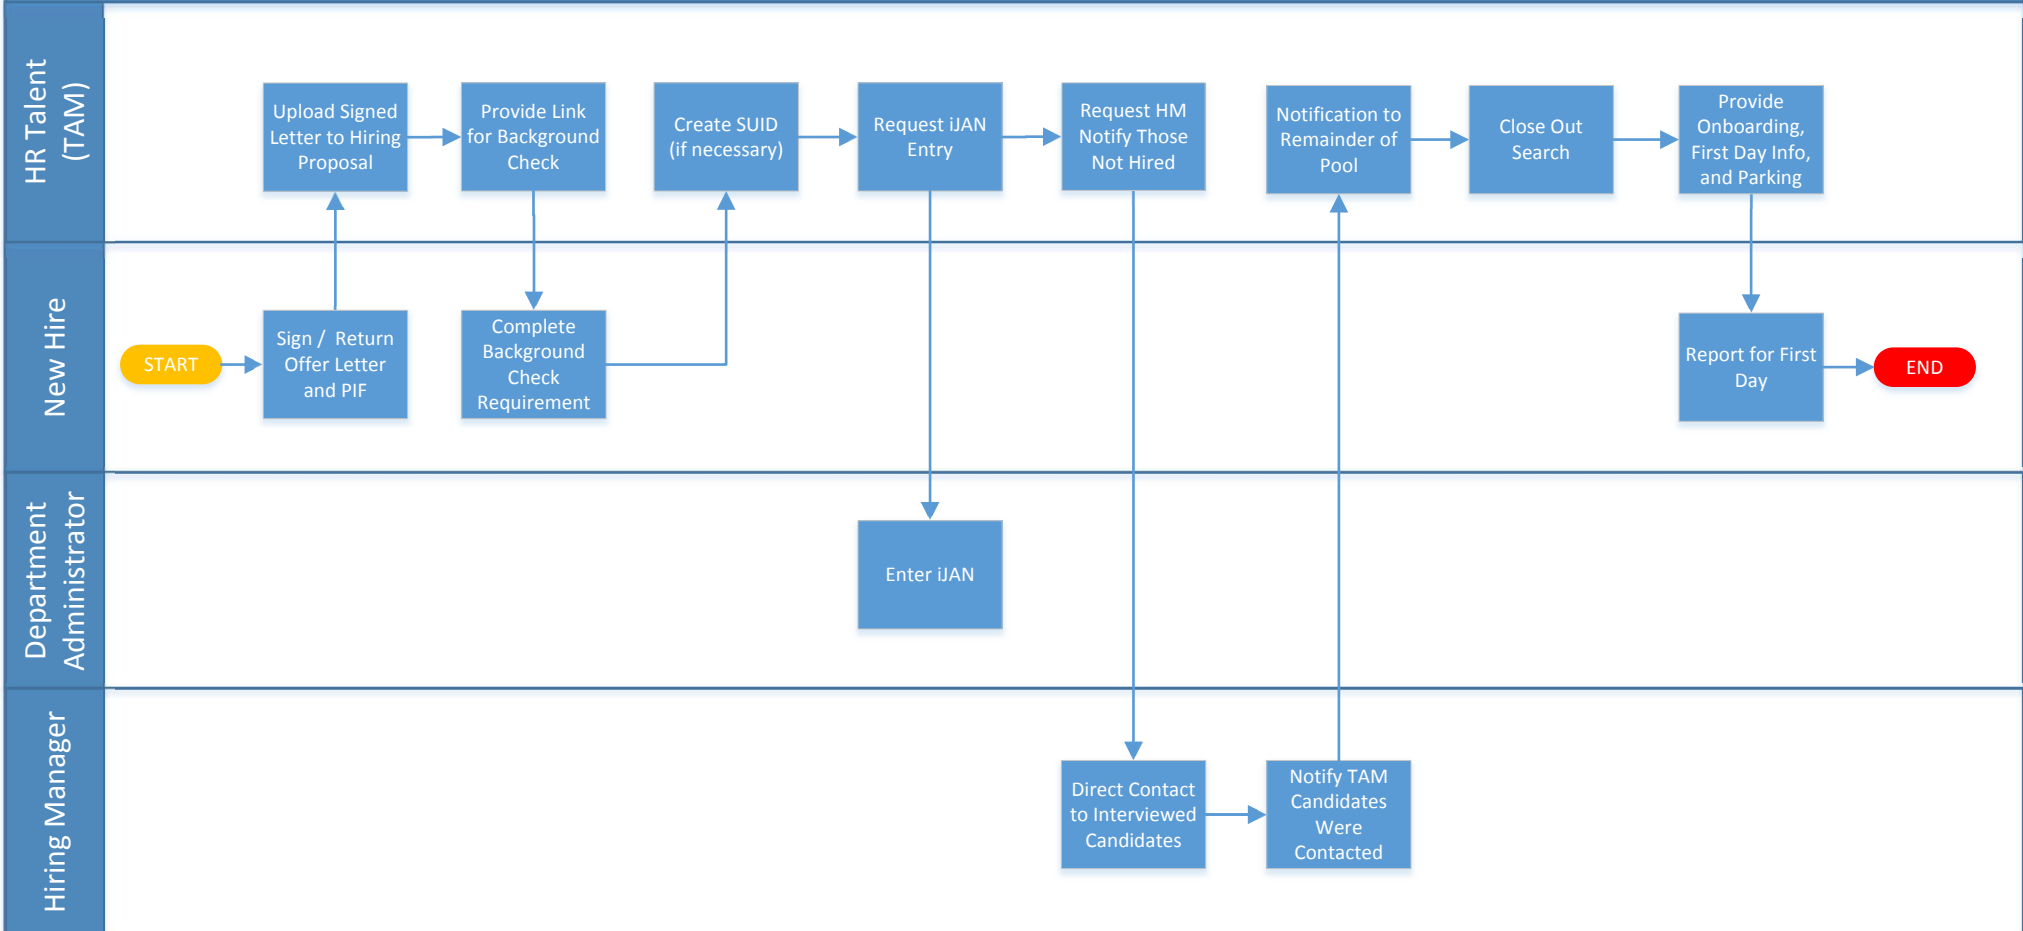 HR Talent
(TAM)
Upload Signed
Letter to Hiring
Proposal
Provide Link
for Background
Check
Create SUID
(if necessary)
Request iJAN
Entry
Request HM
Notify Those
Not Hired
Notification to
Remainder of
Pool
Close Out
Search
Provide
Onboarding,
First Day Info,
and Parking
New Hire
START
Sign / Return
Offer Letter
and PIF
Complete
Background
Check
Requirement
Report for First
Day
END
Department
Administrator
Enter iJAN
Hiring Manager
Direct Contact
to Interviewed
Candidates
Notify TAM
Candidates
Were
Contacted